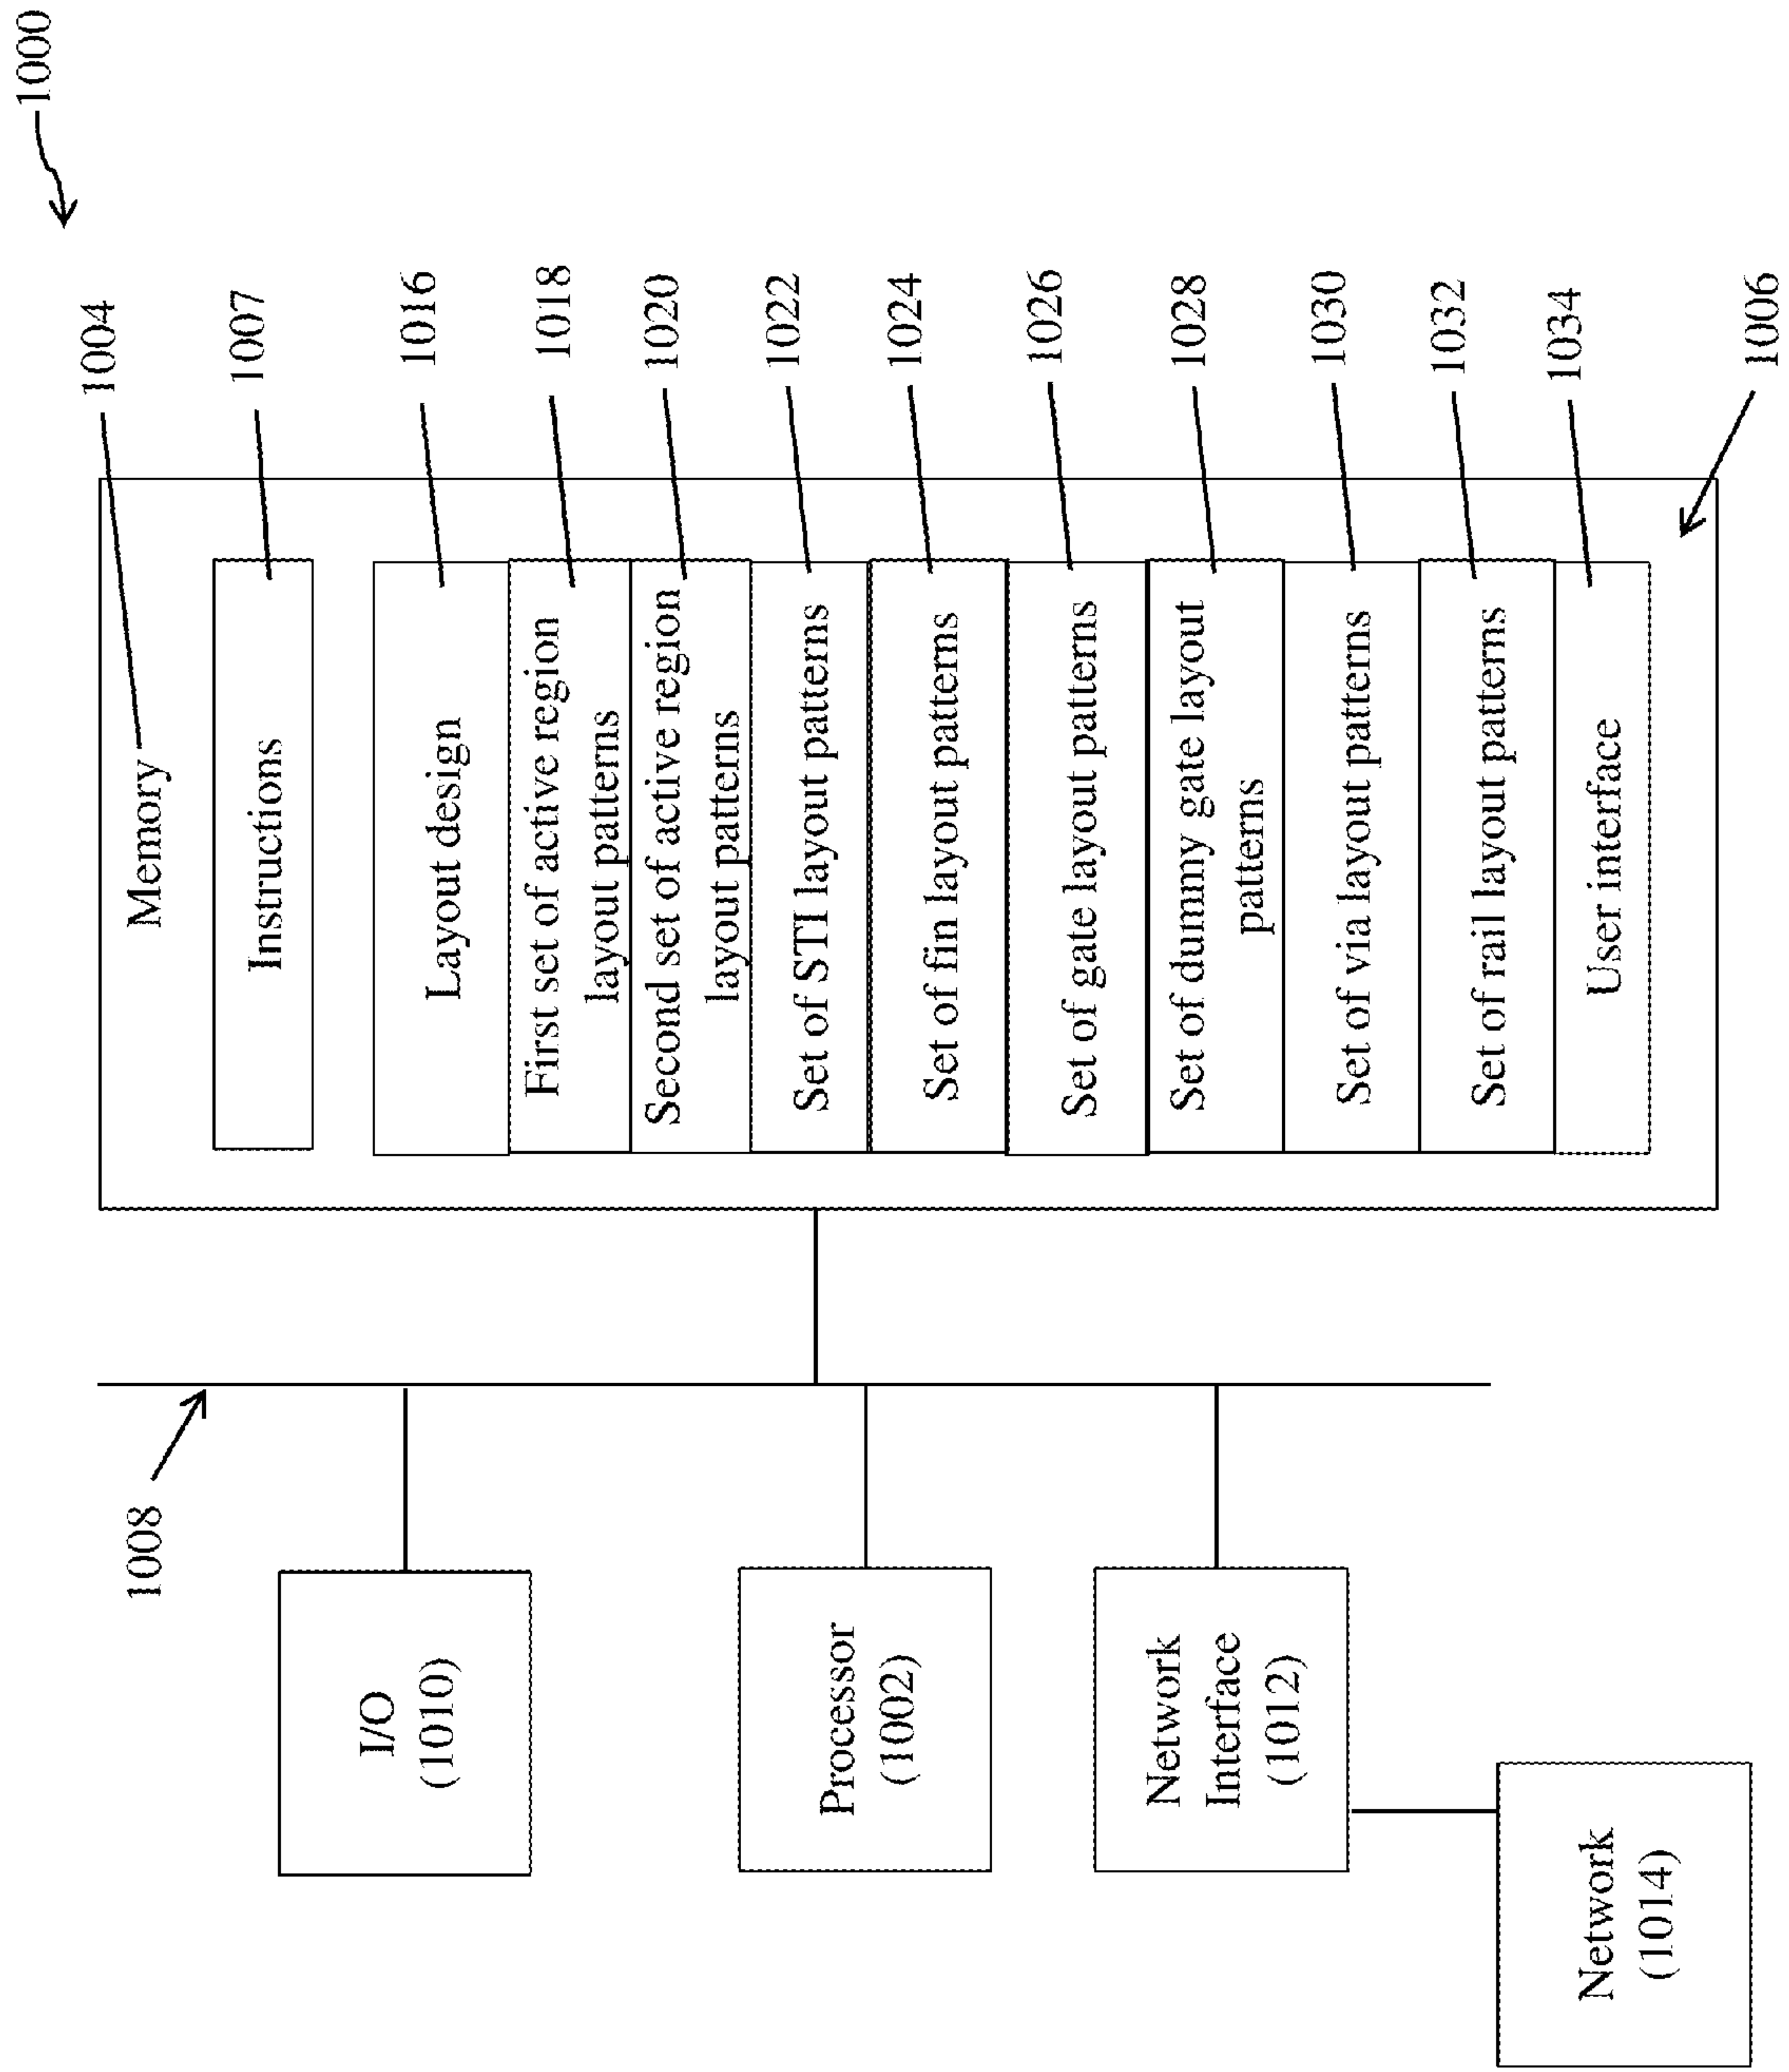 1000
1004
1007
1016
1018
1020
1022
1024
1026
1028
1030
1032
1034
1006
Memory
Instructions
Layout design
First set of active region
layout patterns
Second set of active region
layout patterns
Set of STI layout patterns
Set of fin layout patterns
Set of gate layout patterns
Set of dummy gate layout
patterns
Set of via layout patterns
Set of rail layout patterns
User interface
1008
I/O
(1010)
Processor
(1002)
Network
Interface
(1012)
Network
(1014)